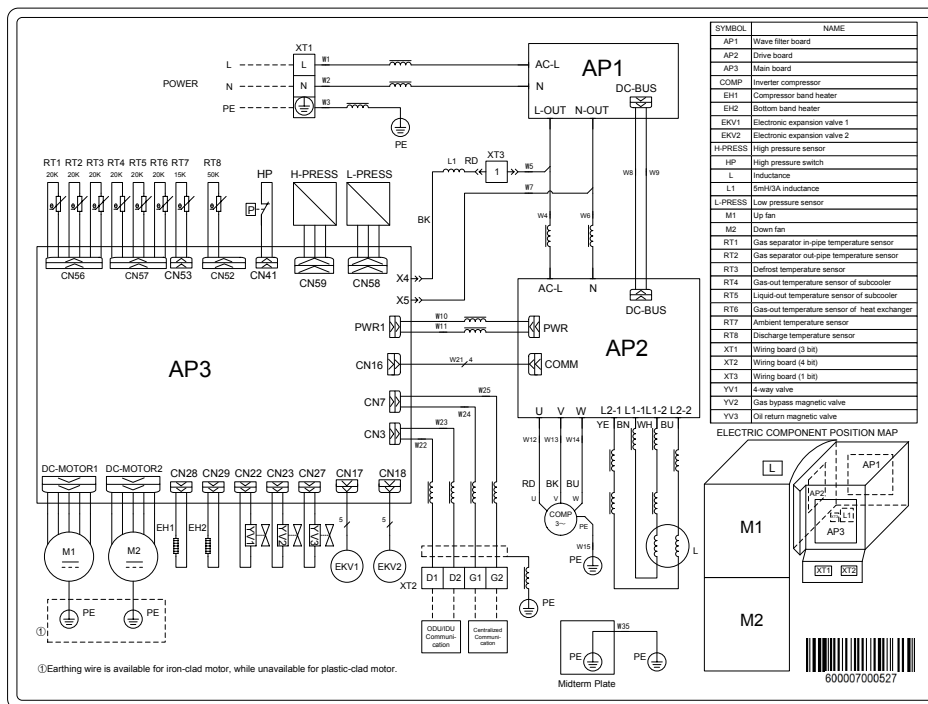 XT1
L L W1 AC-L
POWER N N W2 N
PE W3
PE
AP1
DC-BUS
L-OUT N-OUT
RT1 RT2 RT3 RT4 RT5 RT6 RT7 RT8
20K 20K 20K 20K 20K 20K 15K 50K
HP H-PRESS L-PRESS
P
L1 RD XT3 1 W5
W7
BK
W4 W6 W8 W9
CN56 CN57 CN53 CN52 CN41 CN59 CN58
X4
X5
AC-L N
DC-BUS
AP3
PWR1 W10 PWR
W11
CN16 W21 4 COMM
AP2
CN7 W25
W24
CN3 W23
W22
U V W L2-1 L1-1 L1-2 L2-2
YE BN WH BU
W12 W13 W14
RD BK BU
U V W
COMP
3~
PE
W15
PE
L
DC-MOTOR1 DC-MOTOR2 CN28 CN29 CN22 CN23 CN27 CN17 CN18
EH1 EH2 YV1 YV2 YV3
5 5
M1 M2
EKV1 EKV2
XT2 D1 D2 G1 G2
PE
PE PE
①
ODU/IDU
Communi-
cation
Centralized
Communi-
cation
W35
PE PE
Midterm Plate
①Earthing wire is available for iron-clad motor, while unavailable for plastic-clad motor.
SYMBOL NAME
AP1 Wave filter board
AP2 Drive board
AP3 Main board
COMP Inverter compressor
EH1 Compressor band heater
EH2 Bottom band heater
EKV1 Electronic expansion valve 1
EKV2 Electronic expansion valve 2
H-PRESS High pressure sensor
HP High pressure switch
L Inductance
L1 5mH/3A inductance
L-PRESS Low pressure sensor
M1 Up fan
M2 Down fan
RT1 Gas separator in-pipe temperature sensor
RT2 Gas separator out-pipe temperature sensor
RT3 Defrost temperature sensor
RT4 Gas-out temperature sensor of subcooler
RT5 Liquid-out temperature sensor of subcooler
RT6 Gas-out temperature sensor of heat exchanger
RT7 Ambient temperature sensor
RT8 Discharge temperature sensor
XT1 Wiring board (3 bit)
XT2 Wiring board (4 bit)
XT3 Wiring board (1 bit)
YV1 4-way valve
YV2 Gas bypass magnetic valve
YV3 Oil return magnetic valve
ELECTRIC COMPONENT POSITION MAP
L
AP1
AP2
L1
AP3
M1
XT1 XT2
M2
600007000527